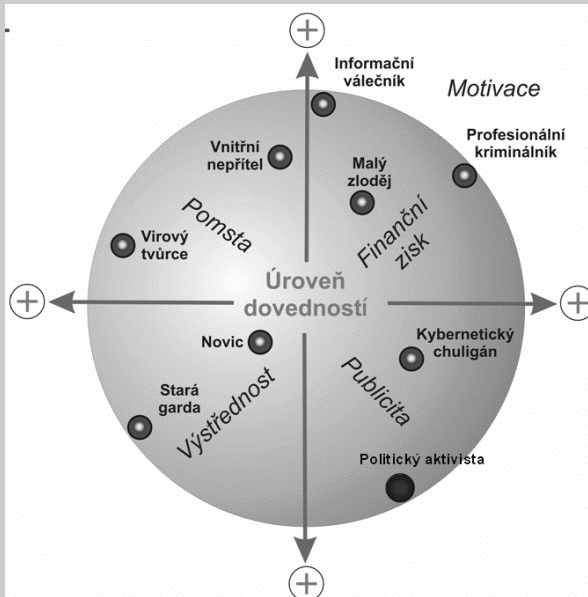 Informační
válečník
Motivace
Profesionální
kriminálník
Vnitřní
nepřítel
Malý
zloděj
Pomsta
Finanční
zisk
Virový
tvůrce
Úroveň
dovedností
Novic
Kybernetický
chuligán
Stará
garda
Výstřednost
Publicita
Politický aktivista